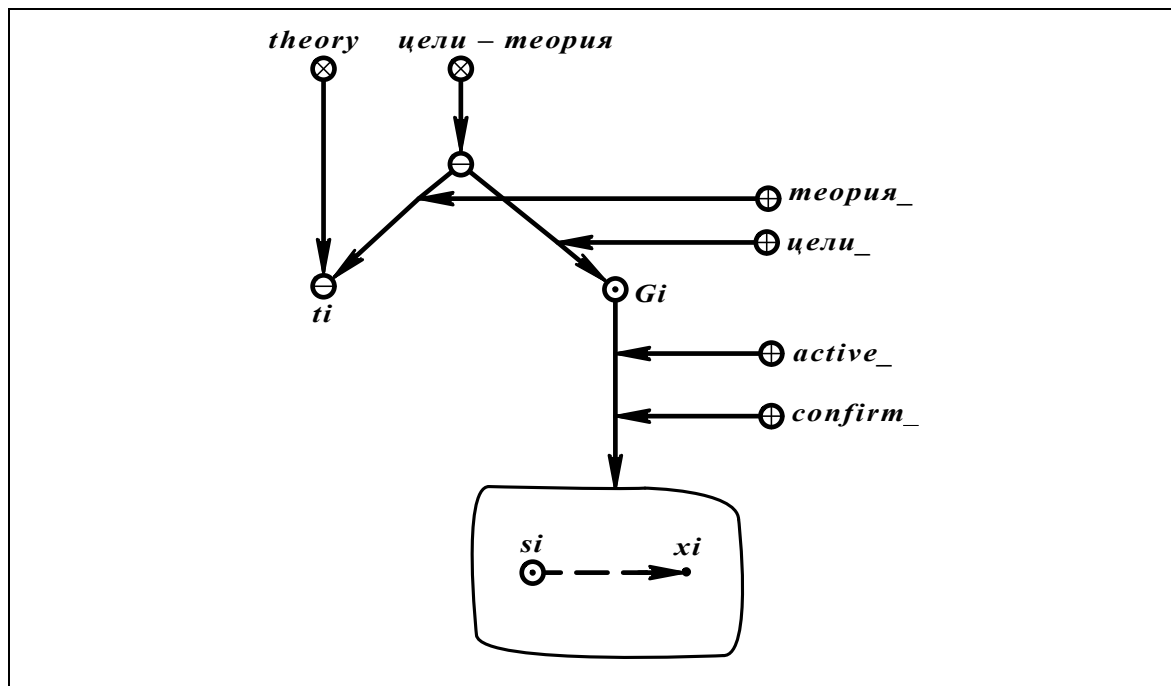 theory
цели – теория
теория_
цели_
ti
Gi
active_
confirm_
si
xi